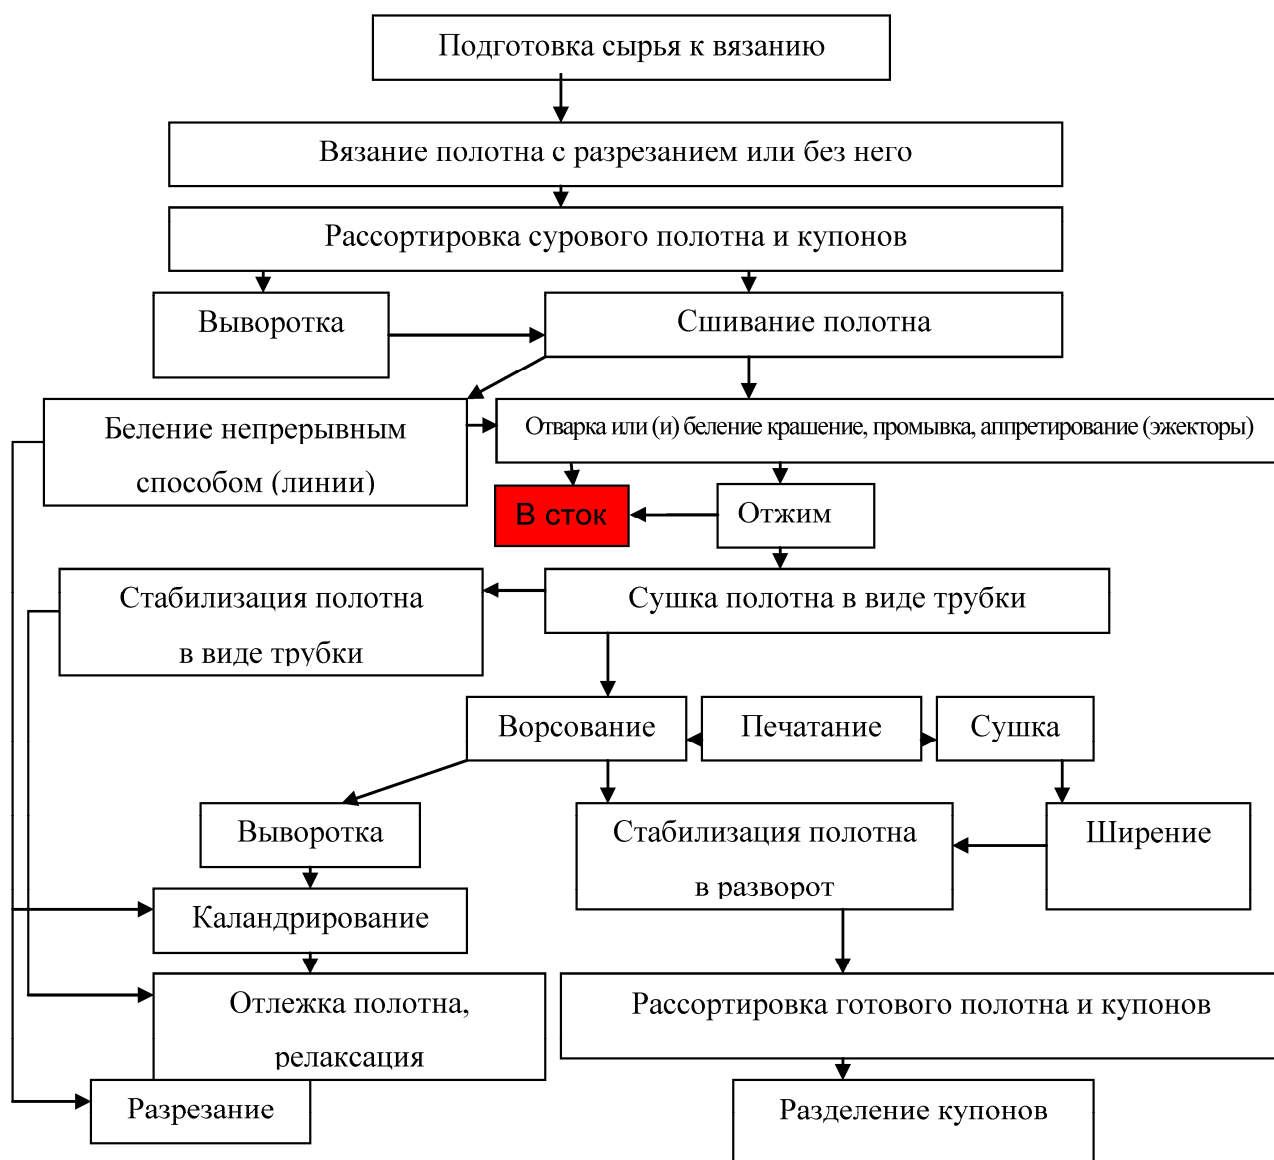 Подготовка сырья к вязанию
Вязание полотна с разрезанием или без него
Рассортировка сурового полотна и купонов
Выворотка
Сшивание полотна
Беление непрерывным
способом (линии)
Отварка или (и) беление крашение, промывка, аппретирование (эжекторы)
В сток
Отжим
Стабилизация полотна
в виде трубки
Сушка полотна в виде трубки
Ворсование
Печатание
Сушка
Выворотка
Стабилизация полотна
в разворот
Ширение
Каландрирование
Отлежка полотна,
релаксация
Рассортировка готового полотна и купонов
Разрезание
Разделение купонов